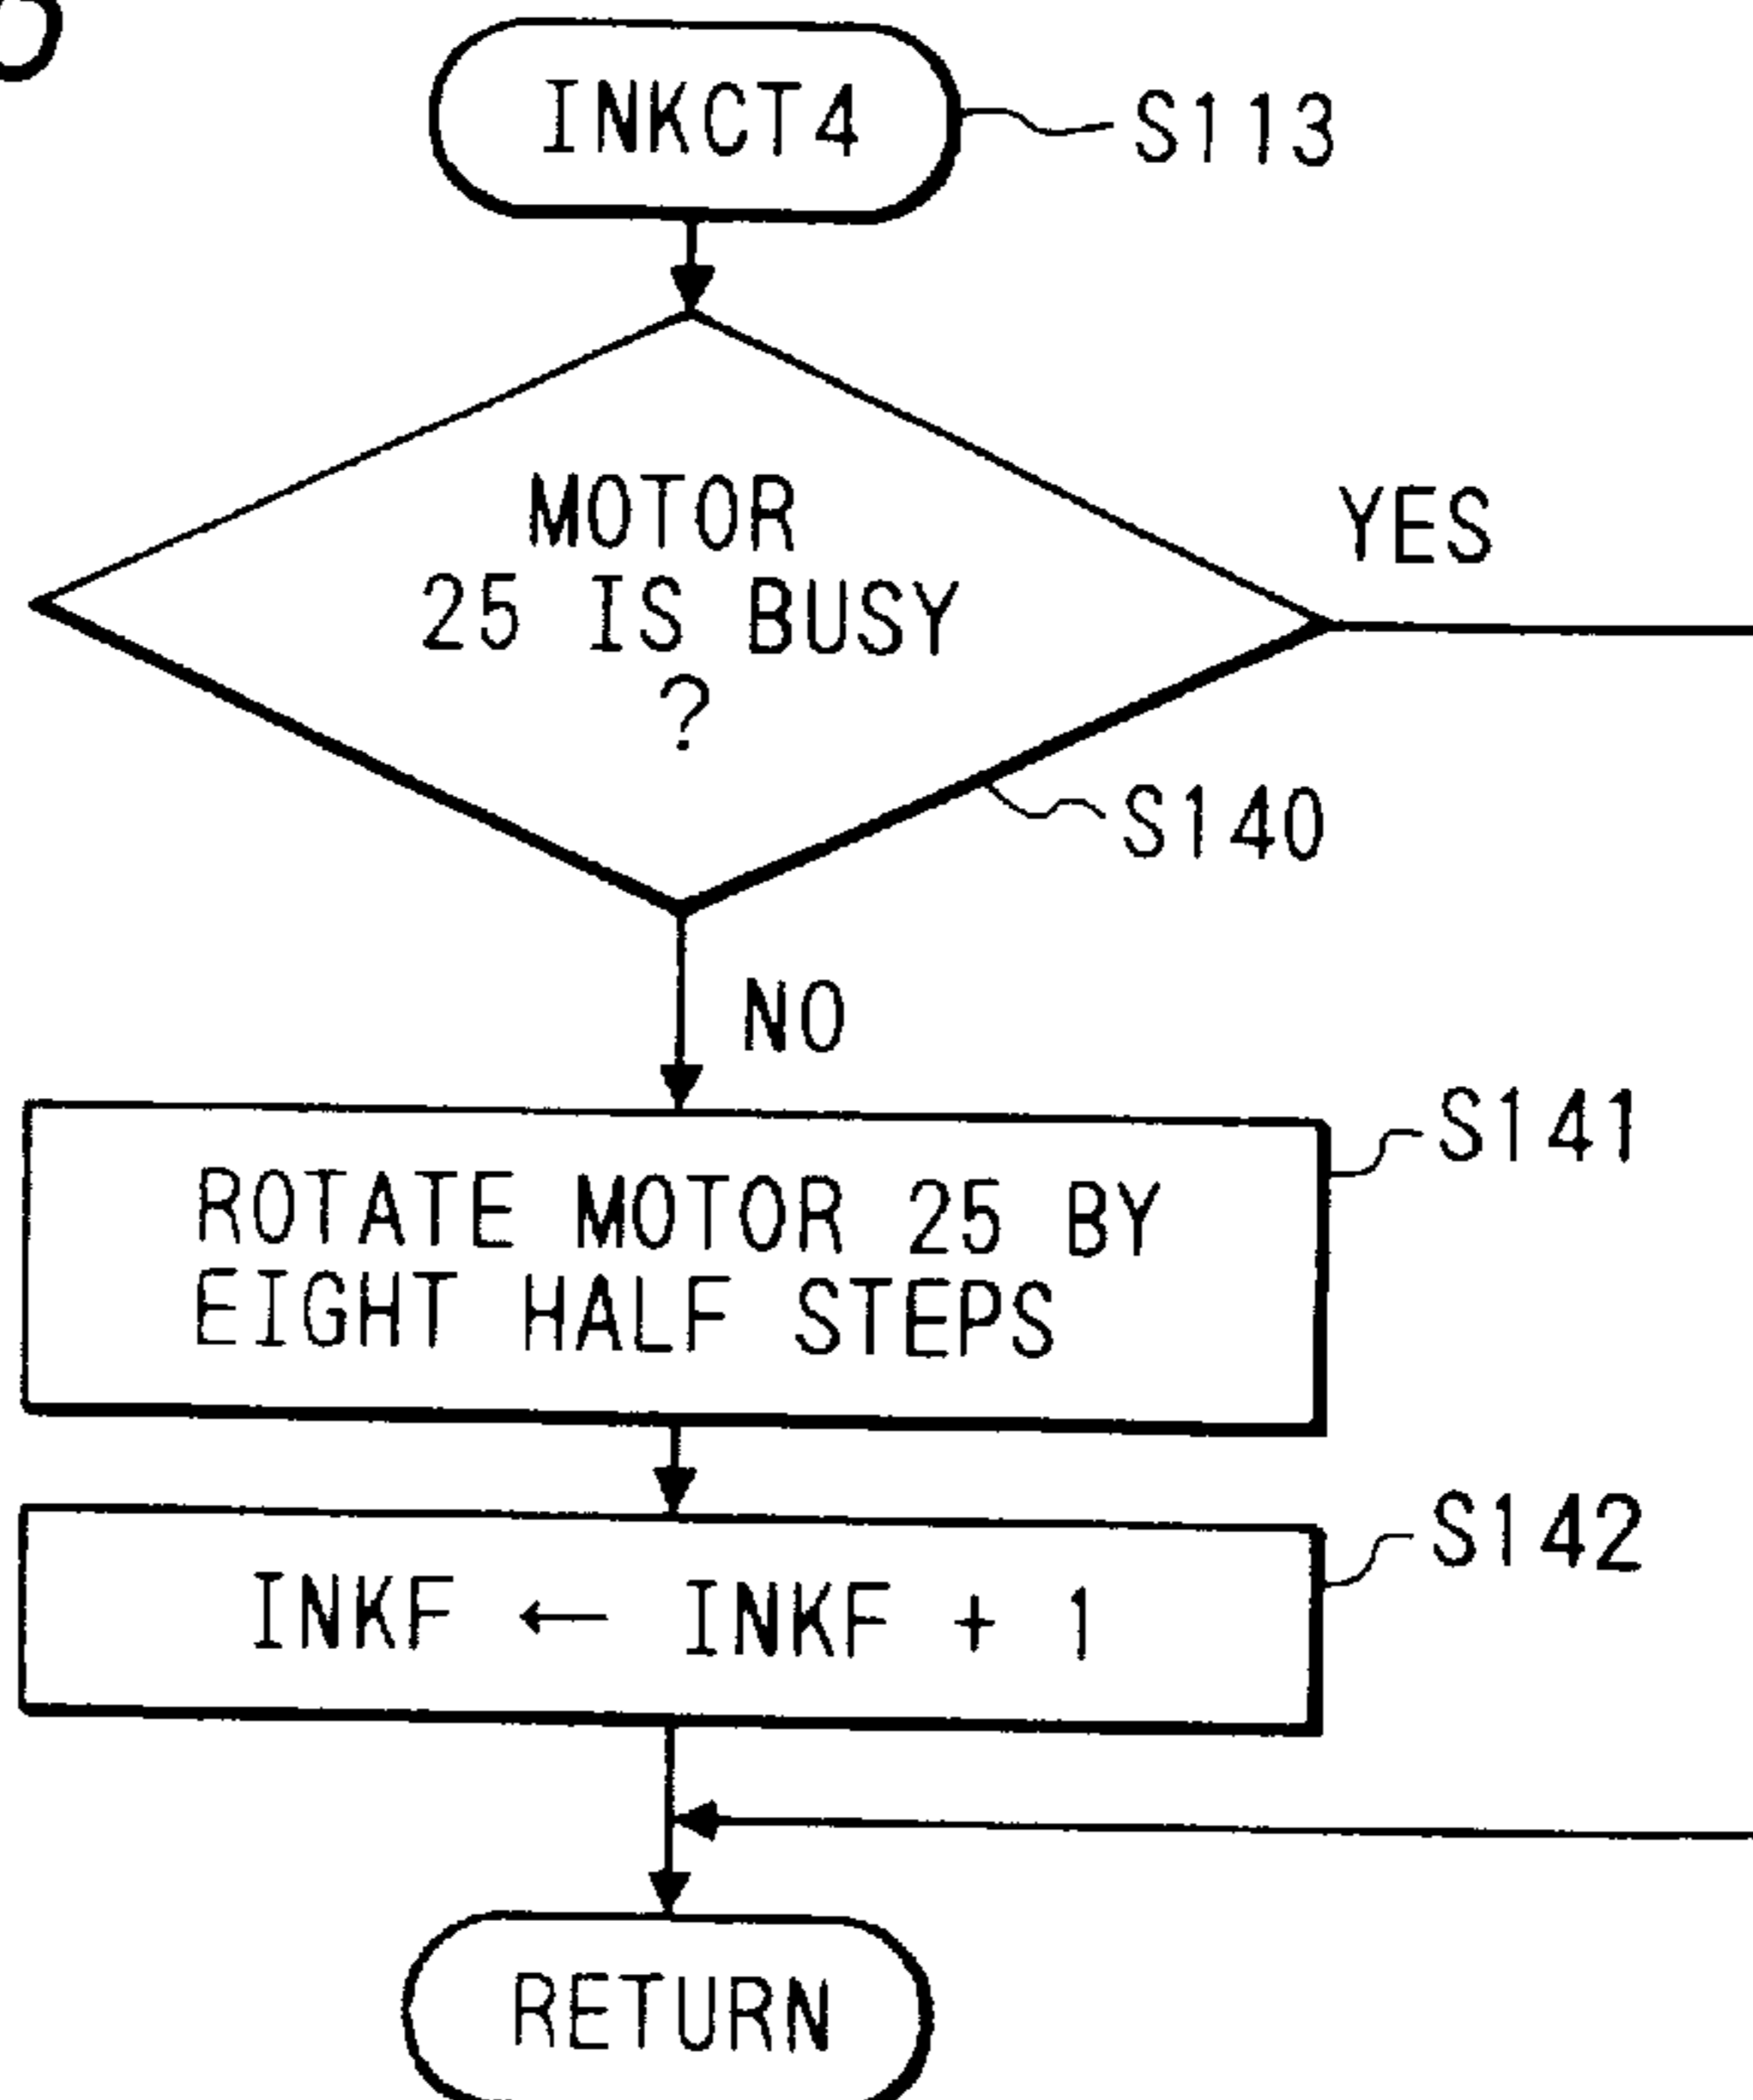 INKCT4
S113
MOTOR
25 IS BUSY
?
YES
S140
NO
S141
ROTATE MOTOR 25 BY
EIGHT HALF STEPS
S142
INKF ← INKF + 1
RETURN